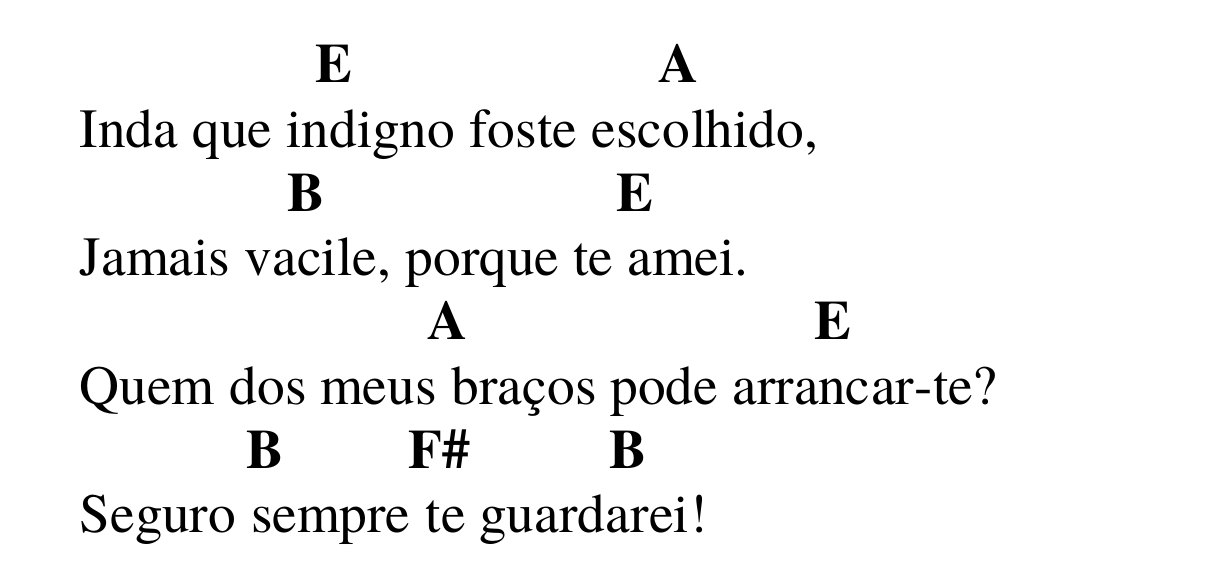 E A
Inda que indigno foste escolhido,
B E
Jamais vacile, porque te amei.
A E
Quem dos meus braços pode arrancar-te?
B F# B
Seguro sempre te guardarei!